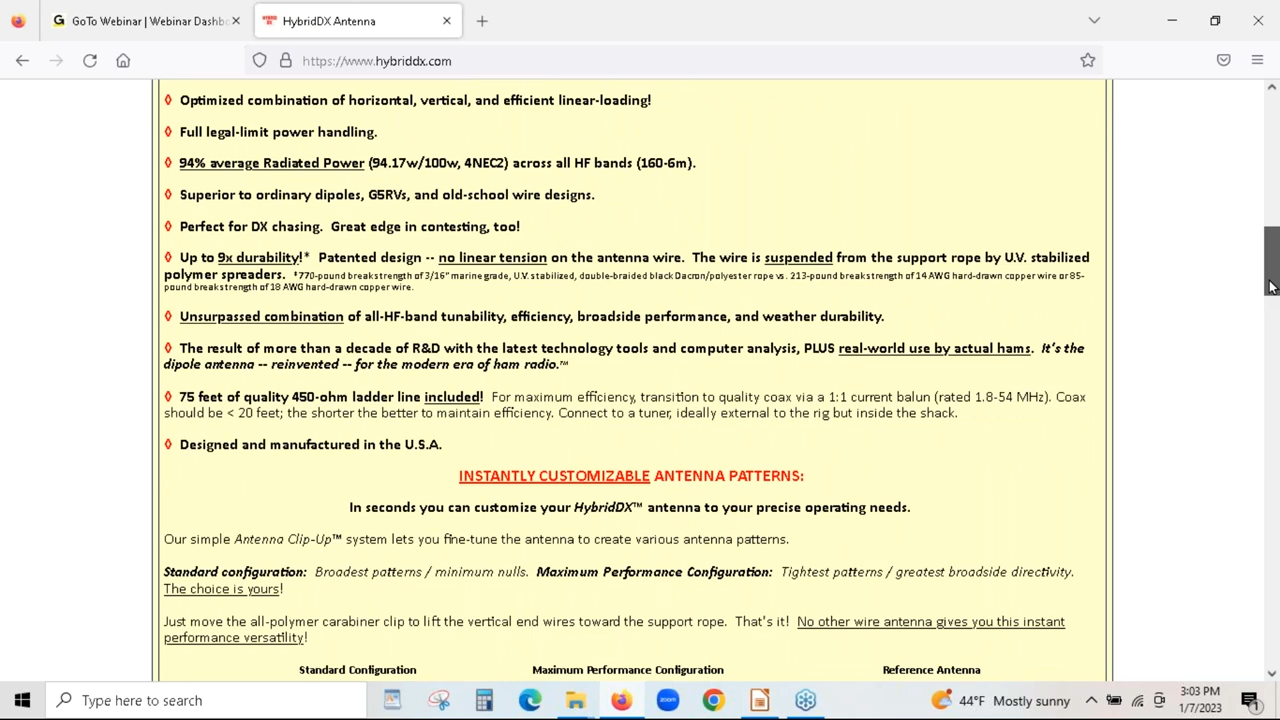 GoTo Webinar | Webinar Dashb
HybridDX Antenna
https://www.hybriddx.com
◊ Optimized combination of horizontal, vertical, and efficient linear-loading!
◊ Full legal-limit power handling.
◊ 94% average Radiated Power (94.17w/100w, 4NEC2) across all HF bands (160-6m).
◊ Superior to ordinary dipoles, G5RVs, and old-school wire designs.
◊ Perfect for DX chasing. Great edge in contesting, too!
◊ Up to 9x durability!* Patented design -- no linear tension on the antenna wire. The wire is suspended from the support rope by U.V. stabilized
polymer spreaders. *770-pound break strength of 3/16" marine grade, U.V. stabilized, double-braided black Dacron/polyester rope vs. 213-pound break strength of 14 AWG hard-drawn copper wire or 85-
pound break strength of 18 AWG hard-drawn copper wire.
◊ Unsurpassed combination of all-HF-band tunability, efficiency, broadside performance, and weather durability.
◊ The result of more than a decade of R&D with the latest technology tools and computer analysis, PLUS real-world use by actual hams. It's the
dipole antenna -- reinvented -- for the modern era of ham radio.™
◊ 75 feet of quality 450-ohm ladder line included! For maximum efficiency, transition to quality coax via a 1:1 current balun (rated 1.8-54 MHz). Coax
should be < 20 feet; the shorter the better to maintain efficiency. Connect to a tuner, ideally external to the rig but inside the shack.
◊ Designed and manufactured in the U.S.A.
INSTANTLY CUSTOMIZABLE ANTENNA PATTERNS:
In seconds you can customize your HybridDX™ antenna to your precise operating needs.
Our simple Antenna Clip-Up™ system lets you fine-tune the antenna to create various antenna patterns.
Standard configuration: Broadest patterns / minimum nulls. Maximum Performance Configuration: Tightest patterns / greatest broadside directivity.
The choice is yours!
Just move the all-polymer carabiner clip to lift the vertical end wires toward the support rope. That's it! No other wire antenna gives you this instant
performance versatility!
Standard Configuration Maximum Performance Configuration Reference Antenna
Type here to search
zoom
44°F Mostly sunny
3:03 PM
1/7/2023
1